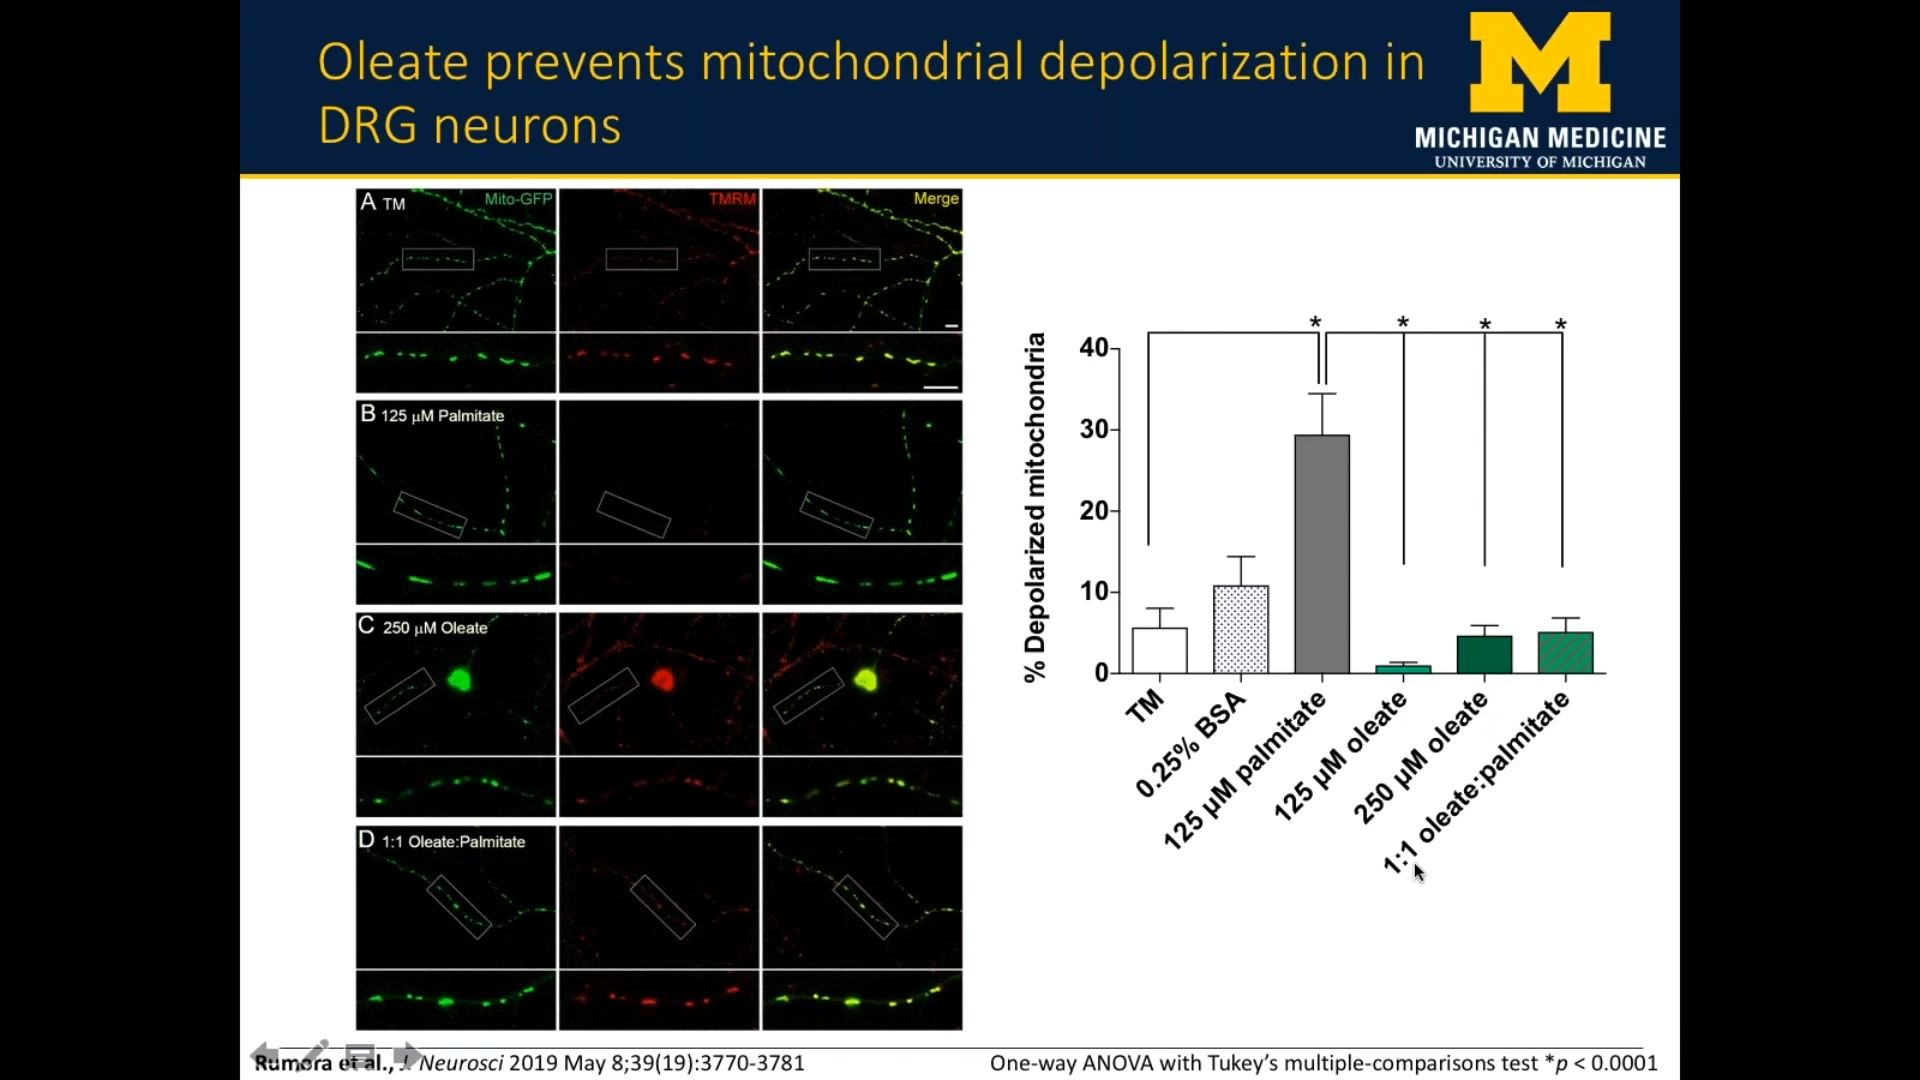 Oleate prevents mitochondrial depolarization in
DRG neurons
MICHIGAN MEDICINE
UNIVERSITY OF MICHIGAN
A TM
Mito-GFP
TMRM
Merge
B 125 µM Palmitate
C 250 µM Oleate
D 1:1 Oleate:Palmitate
% Depolarized mitochondria
40
30
20
10
0
* * * *
TM
0.25% BSA
125 µM palmitate
125 µM oleate
250 µM oleate
1:1 oleate:palmitate
Rumora et al., J. Neurosci 2019 May 8;39(19):3770-3781
One-way ANOVA with Tukey’s multiple-comparisons test *p < 0.0001